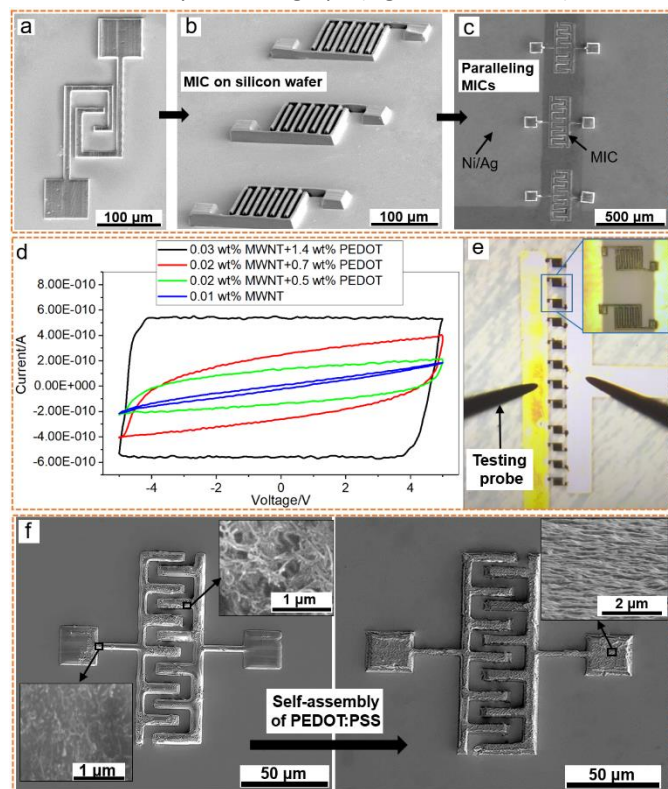 a
b
c
MIC on silicon wafer
Paralleling
MICs
Ni/Ag
MIC
100 µm
100 µm
500 µm
d
0.03 wt% MWNT+1.4 wt% PEDOT
0.02 wt% MWNT+0.7 wt% PEDOT
0.02 wt% MWNT+0.5 wt% PEDOT
0.01 wt% MWNT
8.00E-010
6.00E-010
4.00E-010
2.00E-010
0.00E+000
-2.00E-010
-4.00E-010
-6.00E-010
Current/A
-4
-2
0
2
4
Voltage/V
e
Testing
probe
f
1 µm
2 µm
1 µm
Self-assembly
of PEDOT:PSS
50 µm
50 µm